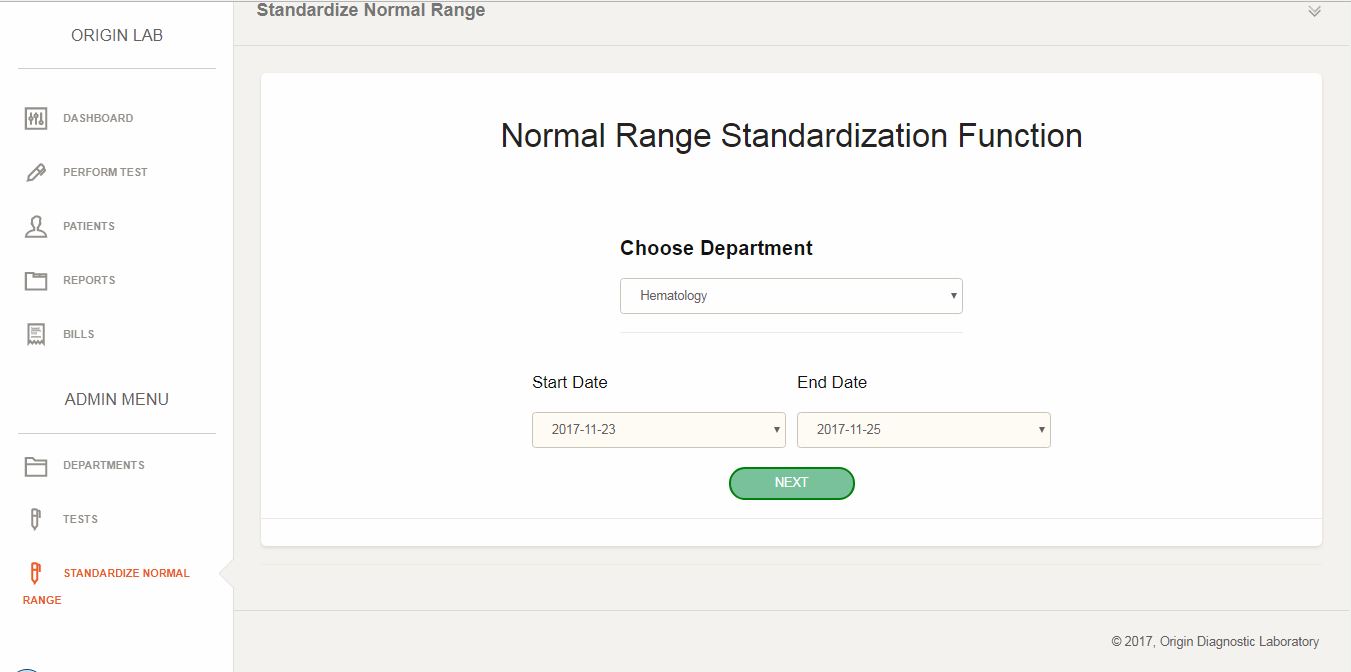 Standardize Normal Range
ORIGIN LAB
DASHBOARD
PERFORM TEST
PATIENTS
REPORTS
BILLS
ADMIN MENU
DEPARTMENTS
TESTS
STANDARDIZE NORMAL
RANGE
Normal Range Standardization Function
Choose Department
Hematology
Start Date End Date
2017-11-23 2017-11-25
NEXT
© 2017, Origin Diagnostic Laboratory